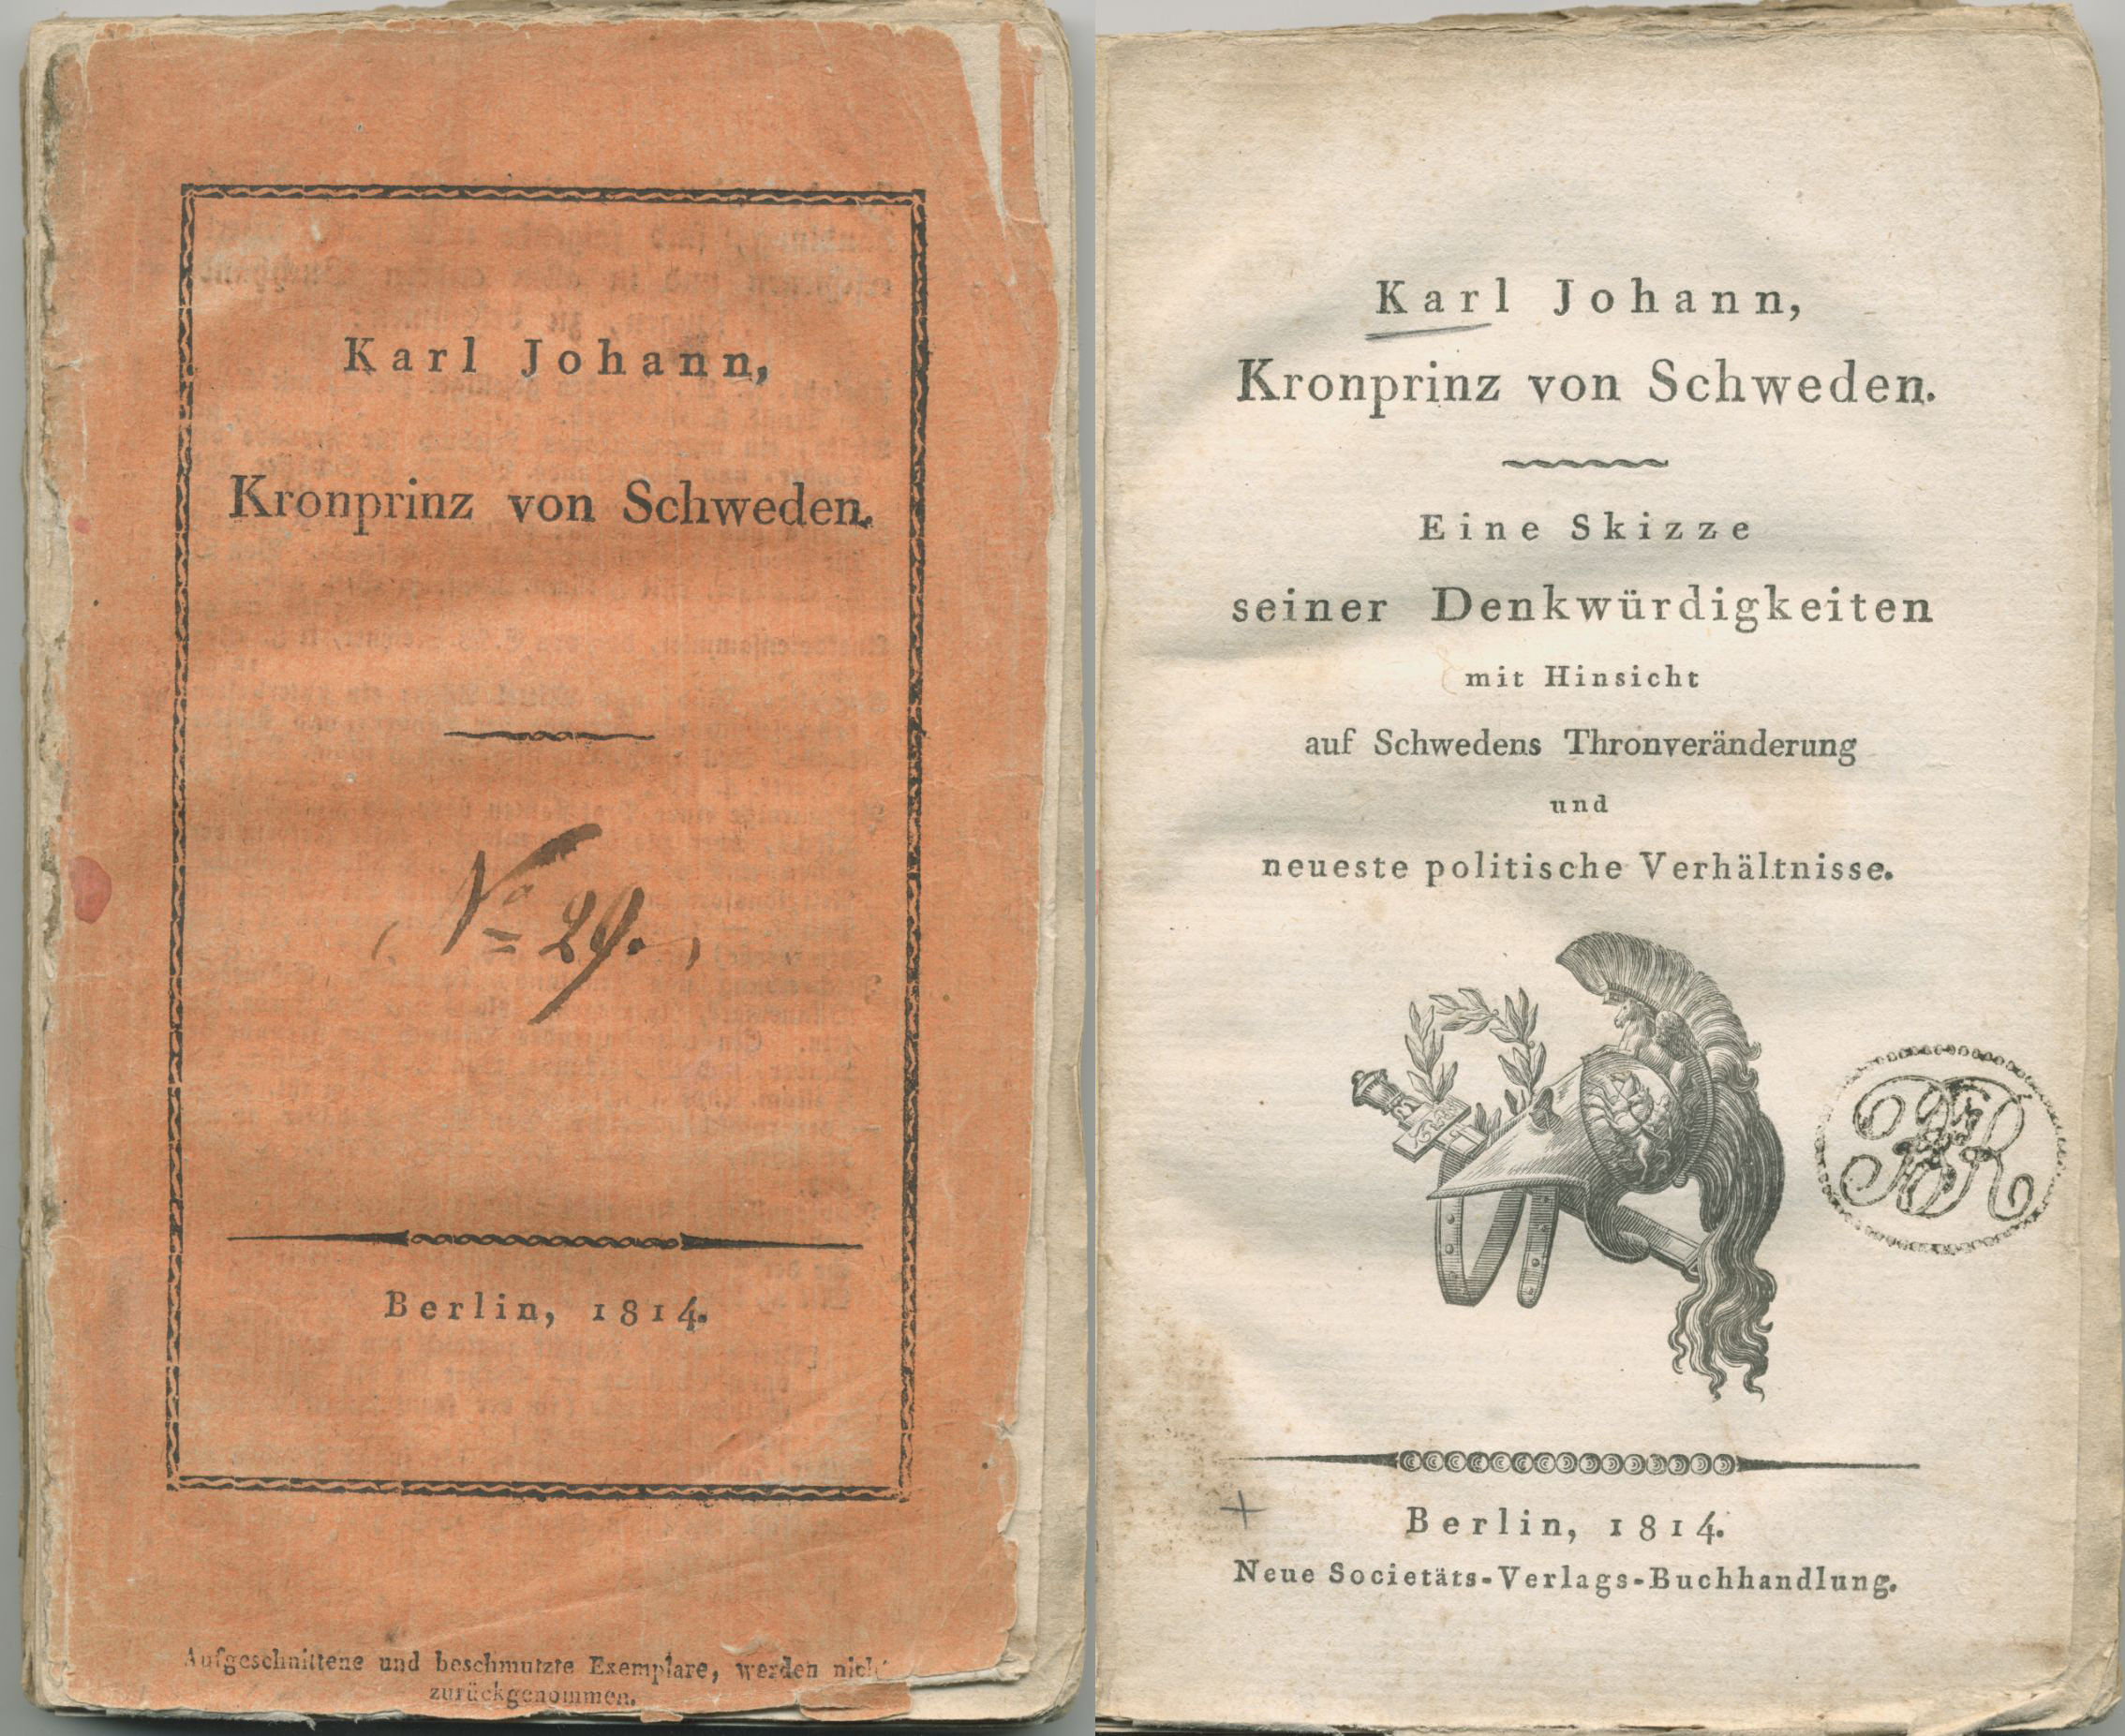 Karl Johann,
Kronprinz von Schweden.
No 29.
Berlin, 1814.
Aufgeschnittene und beschmutzte Exemplare, werden nicht
zurückgenommen.
Karl Johann,
Kronprinz von Schweden.
Eine Skizze
seiner Denkwürdigkeiten
mit Hinsicht
auf Schwedens Thronveränderung
und
neueste politische Verhältnisse.
Berlin, 1814.
Neue Societäts-Verlags-Buchhandlung.